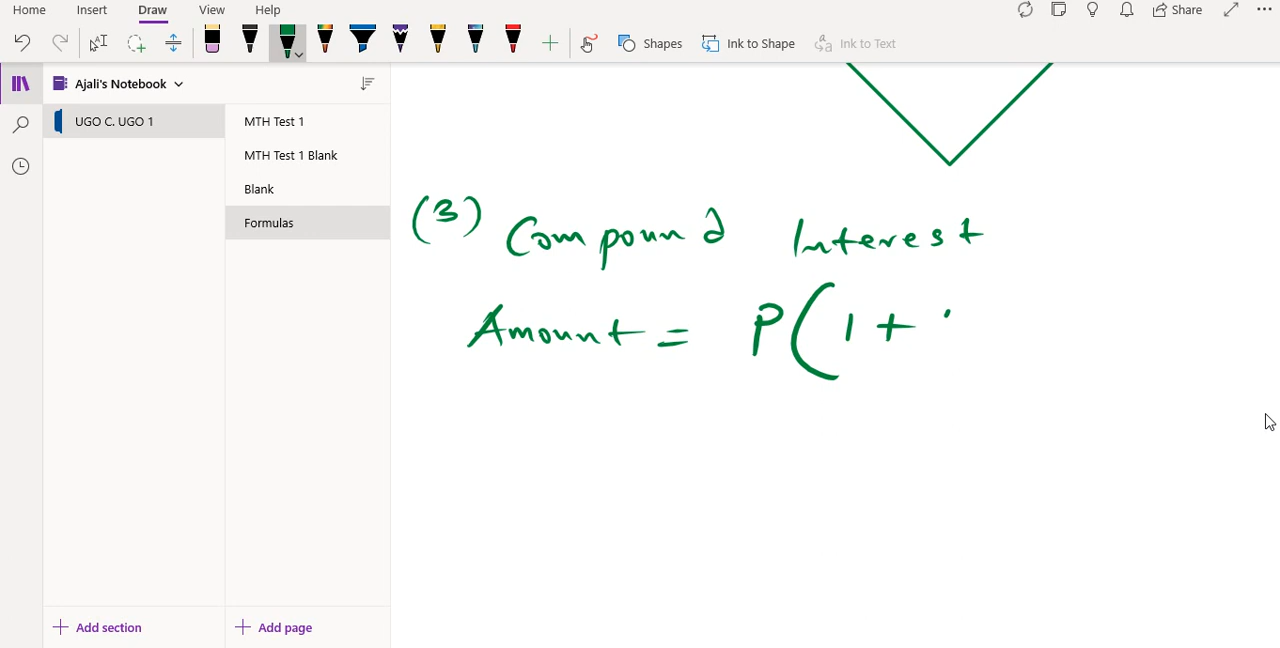 Home Insert Draw View Help Share
Shapes Ink to Shape Ink to Text
Ajali's Notebook
UGO C. UGO 1
MTH Test 1
MTH Test 1 Blank
Blank
Formulas
(3) Compound Interest
Amount = P(1 +
Add section
Add page